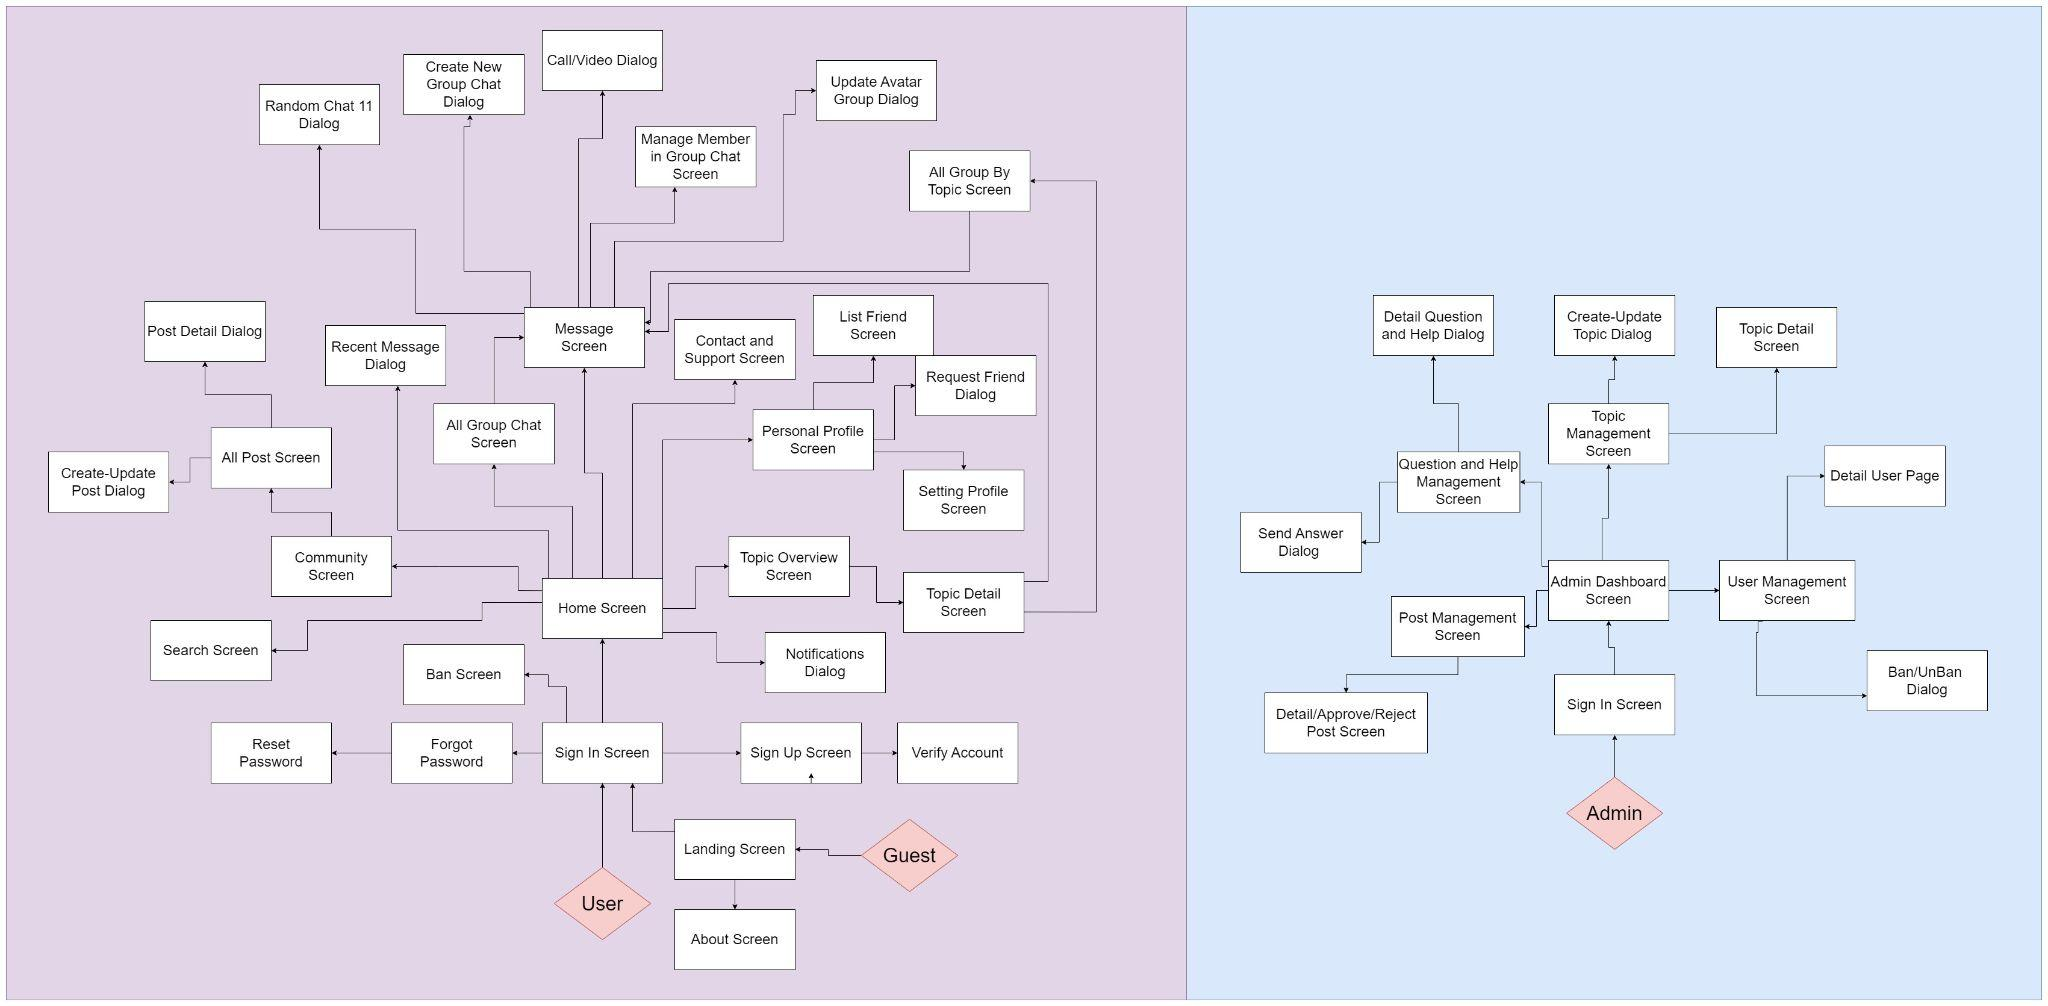 Call/Video Dialog
Create New
Group Chat
Dialog
Update Avatar
Group Dialog
Random Chat 11
Dialog
Manage Member
in Group Chat
Screen
All Group By
Topic Screen
Post Detail Dialog
Recent Message
Dialog
Message
Screen
Contact and
Support Screen
List Friend
Screen
Request Friend
Dialog
All Group Chat
Screen
Personal Profile
Screen
All Post Screen
Create-Update
Post Dialog
Setting Profile
Screen
Community
Screen
Topic Overview
Screen
Home Screen
Topic Detail
Screen
Search Screen
Ban Screen
Notifications
Dialog
Reset
Password
Forgot
Password
Sign In Screen
Sign Up Screen
Verify Account
Landing Screen
Guest
User
About Screen
Detail Question
and Help Dialog
Create-Update
Topic Dialog
Topic Detail
Screen
Topic
Management
Screen
Question and Help
Management
Screen
Detail User Page
Send Answer
Dialog
Admin Dashboard
Screen
User Management
Screen
Post Management
Screen
Ban/UnBan
Dialog
Sign In Screen
Detail/Approve/Reject
Post Screen
Admin